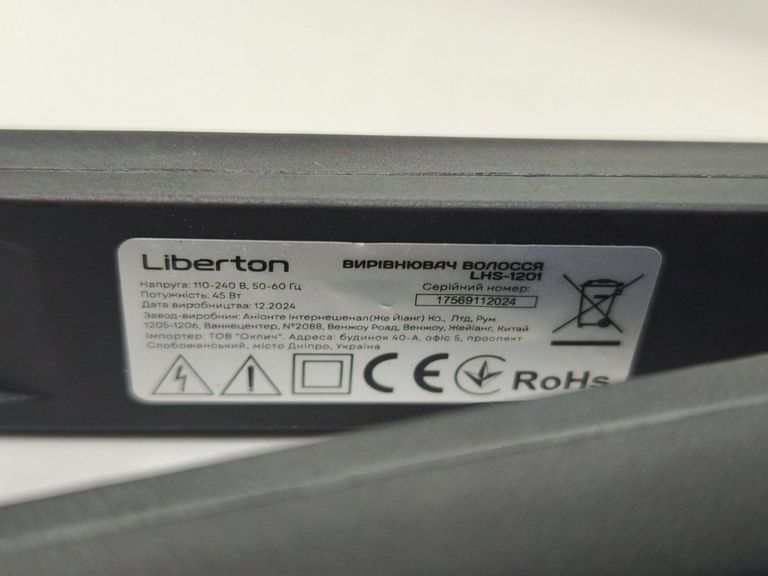 Liberton
ВИРІВНЮВАЧ ВОЛОССЯ
LHS-1201
Напруга: 110-240 В, 50-60 Гц
Потужність: 45 Вт
Дата виробництва: 12.2024
Серійний номер:
17569112024
Завод-виробник: Аніонте Інтернешенал(Же Йіанг) Ко., Лтд, Рум
1205-1206, Ванкецентер, №2088, Венжоу Роад, Венжоу, Жейіанг, Китай
Імпортер: ТОВ "Оклич". Адреса: будинок 40-А, офіс 5, проспект
Слобожанський, місто Дніпро, Україна
CE RoHs